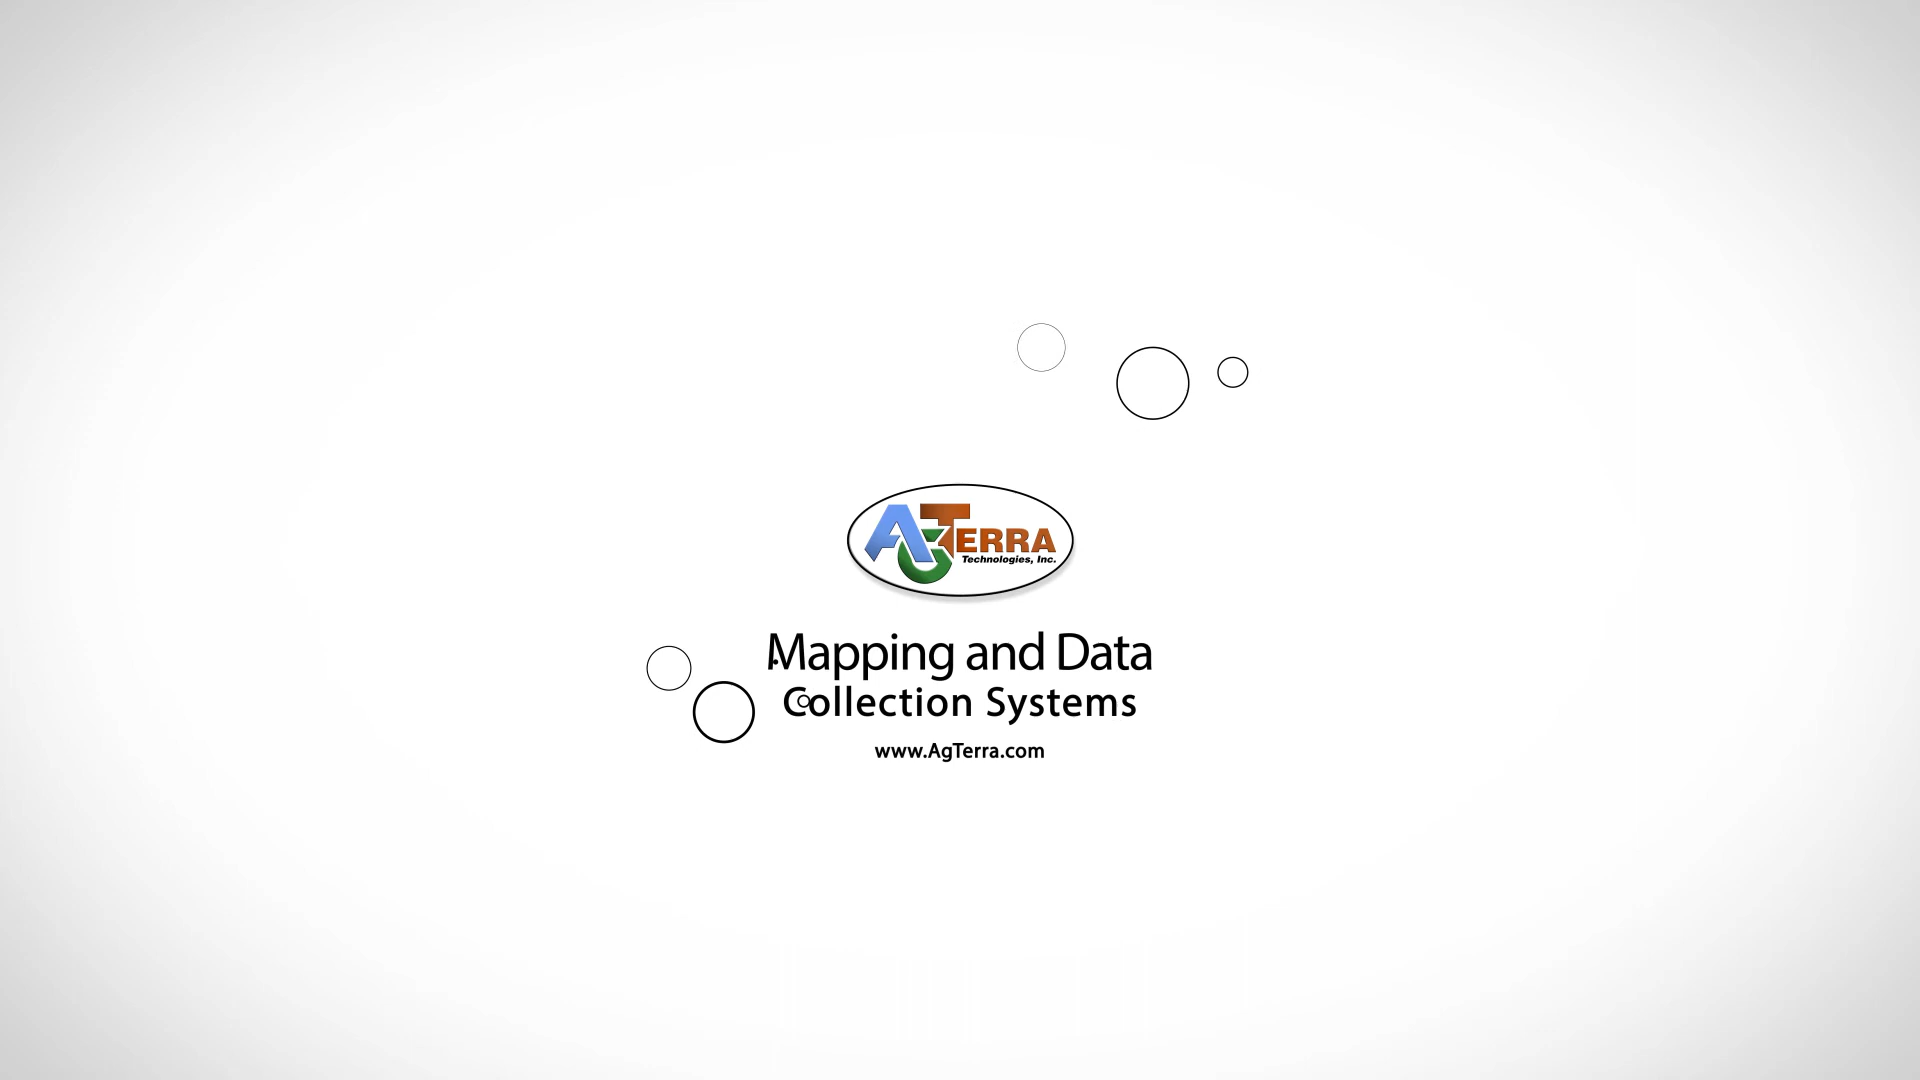 AGTERRA
Technologies, Inc.
Mapping and Data
Collection Systems
www.AgTerra.com